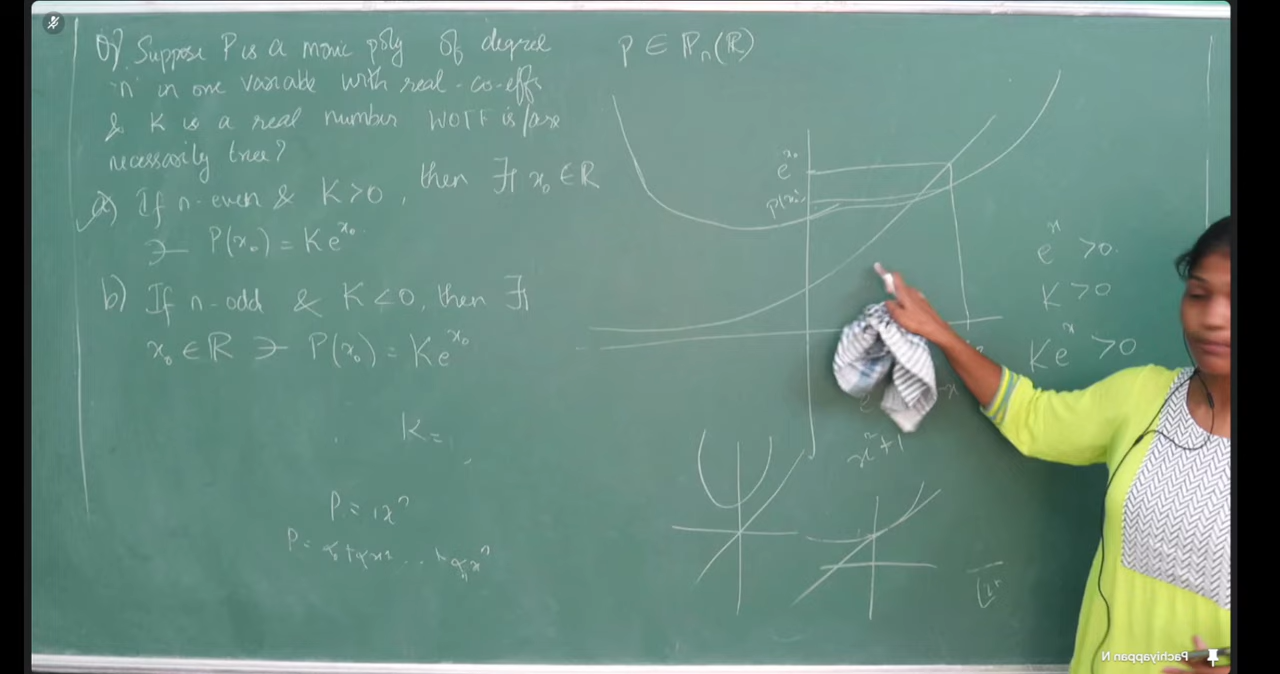 Q) Suppose P is a monic poly of degree
"n" in one variable with real-co-effs
& K is a real number WOTF is/are
necessarily true?
a) If n-even & K>0, then ∃ x₀ ∈ ℝ
∋ P(x₀) = Ke^x₀
b) If n-odd & K<0, then ∃
x₀ ∈ ℝ ∋ P(x₀) = Ke^x₀
K =
P ∈ ℙₙ(ℝ)
e^x₀
P(x₀)
e^x >0.
K >0
Ke^x >0
x²+1
Pachiyappan N